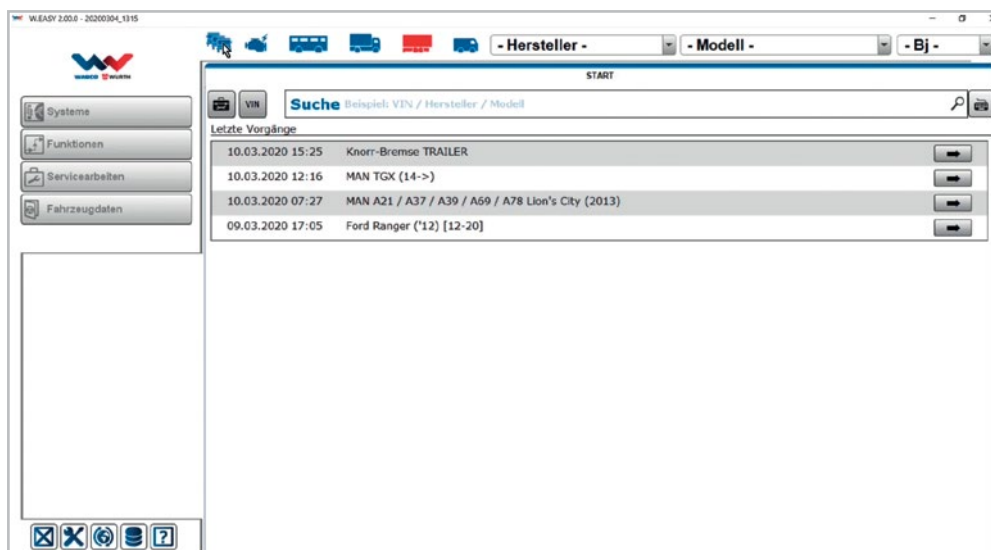 W.EASY 2.00.0 - 20200304_1315
- Hersteller -
- Modell -
- Bj -
WABCO WÜRTH
START
Systeme
VIN
Suche Beispiel: VIN / Hersteller / Modell
Letzte Vorgänge
Funktionen
10.03.2020 15:25 Knorr-Bremse TRAILER
Servicearbeiten
10.03.2020 12:16 MAN TGX (14->)
10.03.2020 07:27 MAN A21 / A37 / A39 / A69 / A78 Lion's City (2013)
Fahrzeugdaten
09.03.2020 17:05 Ford Ranger ('12) [12-20]
?